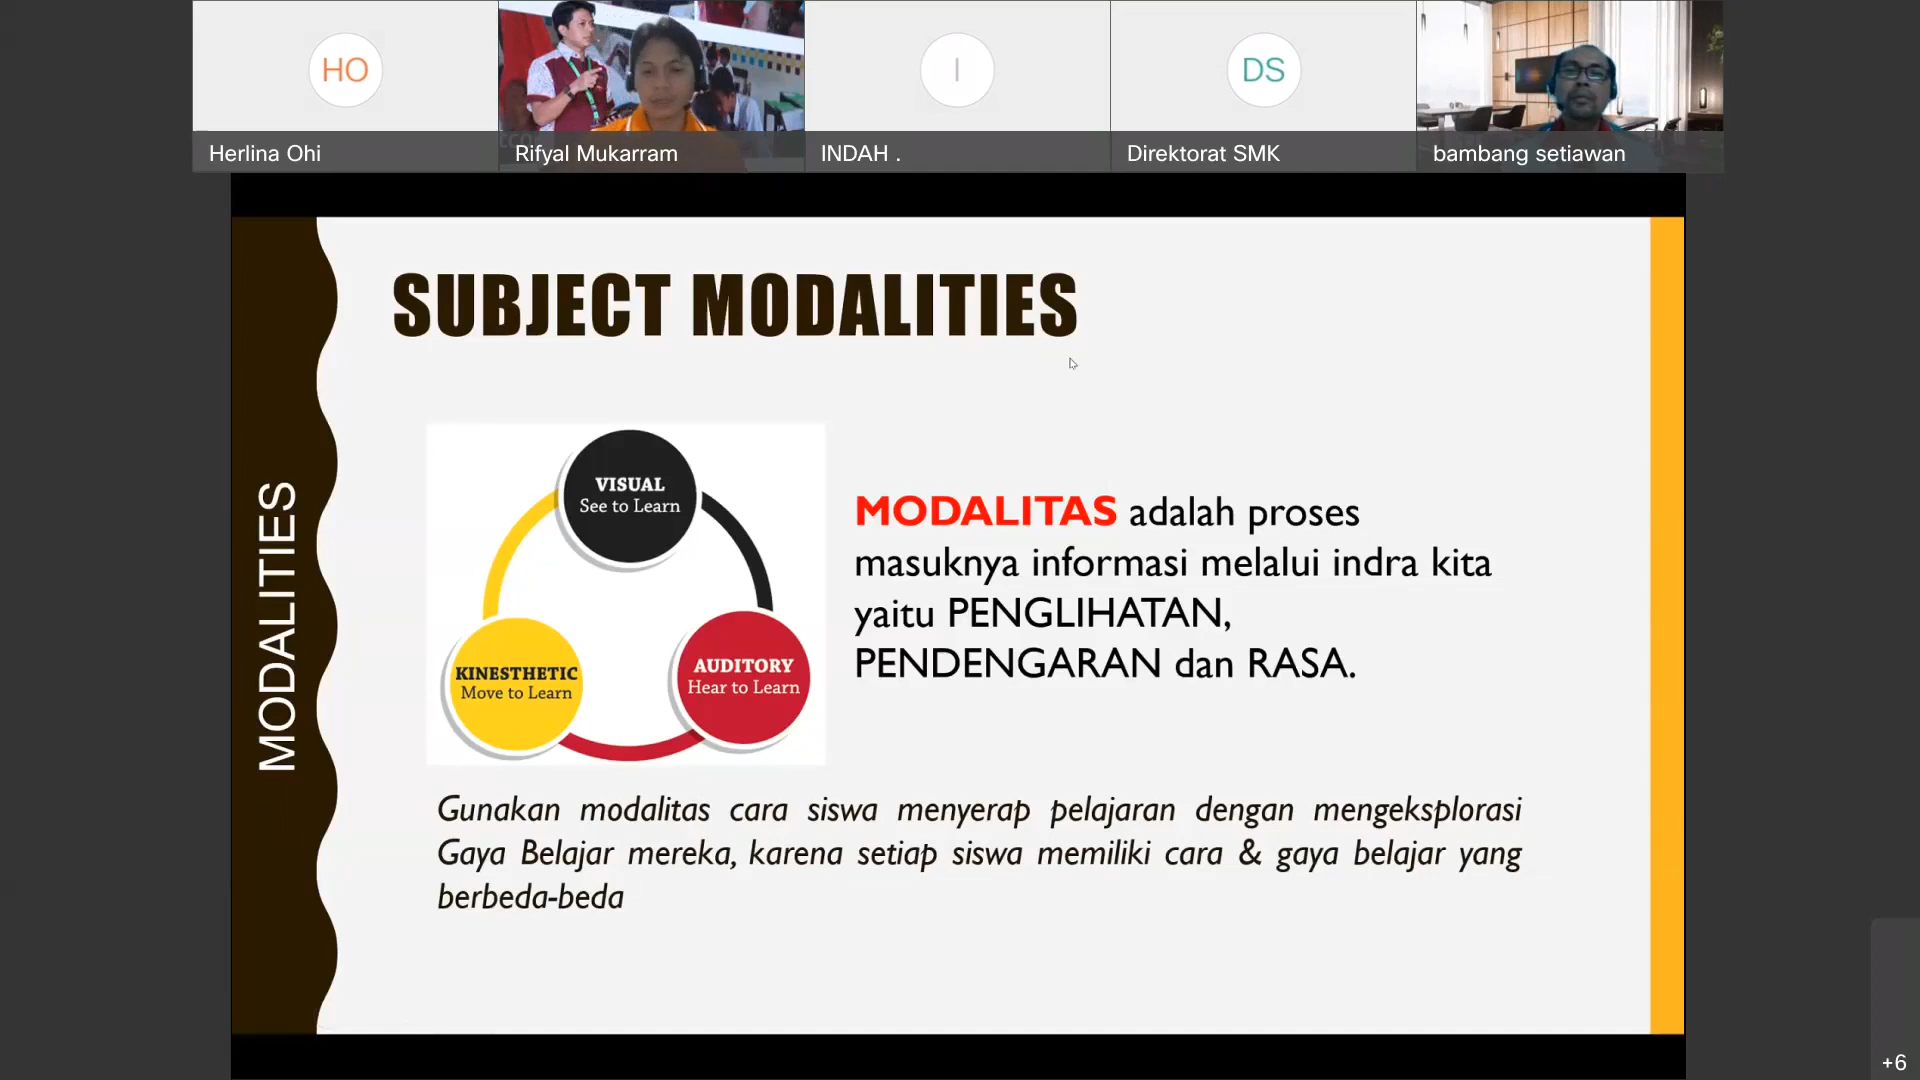 HO
I
DS
Herlina Ohi
Rifyal Mukarram
INDAH .
Direktorat SMK
bambang setiawan
SUBJECT MODALITIES
MODALITIES
VISUAL
See to Learn
KINESTHETIC
Move to Learn
AUDITORY
Hear to Learn
MODALITAS adalah proses
masuknya informasi melalui indra kita
yaitu PENGLIHATAN,
PENDENGARAN dan RASA.
Gunakan modalitas cara siswa menyerap pelajaran dengan mengeksplorasi
Gaya Belajar mereka, karena setiap siswa memiliki cara & gaya belajar yang
berbeda-beda
+6